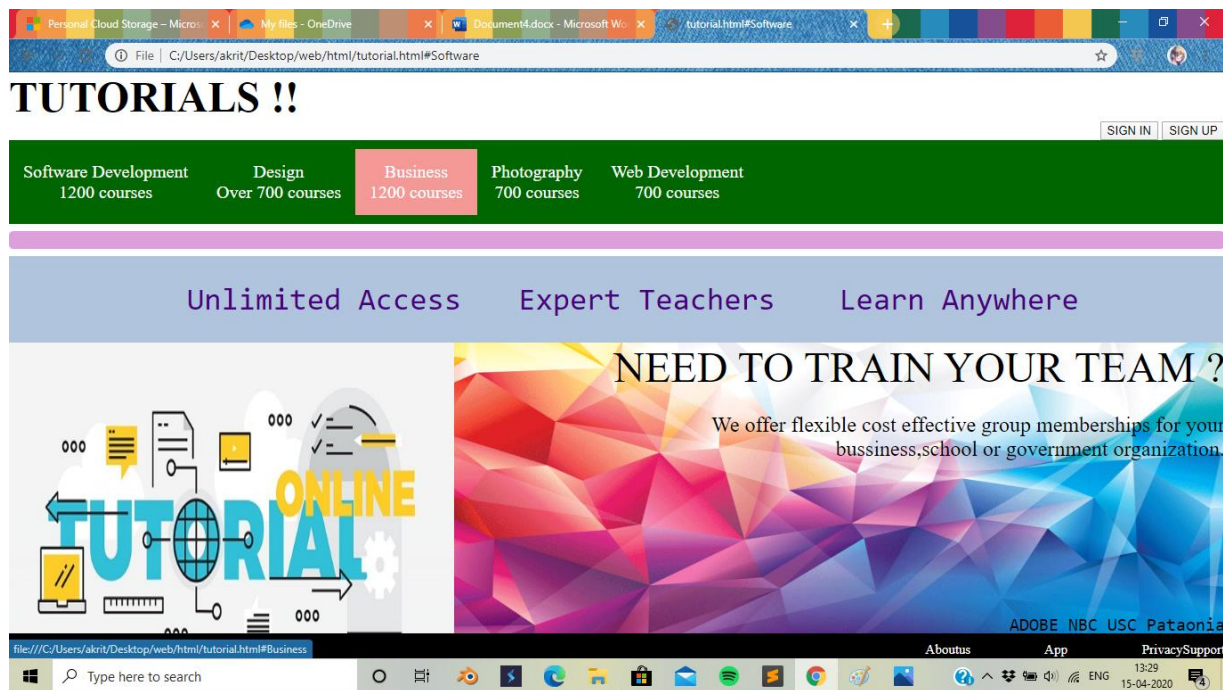 Personal Cloud Storage – Micros
My files - OneDrive
Document4.docx - Microsoft Wo
tutorial.html#Software
File | C:/Users/akrit/Desktop/web/html/tutorial.html#Software
TUTORIALS !!
SIGN IN SIGN UP
Software Development Design Business Photography Web Development
1200 courses Over 700 courses 1200 courses 700 courses 700 courses
Unlimited Access Expert Teachers Learn Anywhere
NEED TO TRAIN YOUR TEAM ?
We offer flexible cost effective group memberships for your
bussiness,school or government organization.
ONLINE
TUTORIAL
ADOBE NBC USC Pataonia
file:///C:/Users/akrit/Desktop/web/html/tutorial.html#Business
Aboutus App PrivacySupport
Type here to search
ENG
13:29
15-04-2020
4